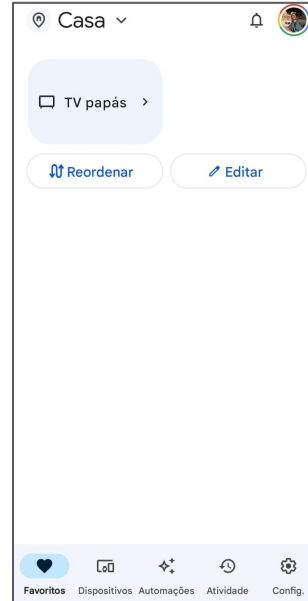 Casa
TV papás
Reordenar
Editar
Favoritos
Dispositivos
Automações
Atividade
Config.